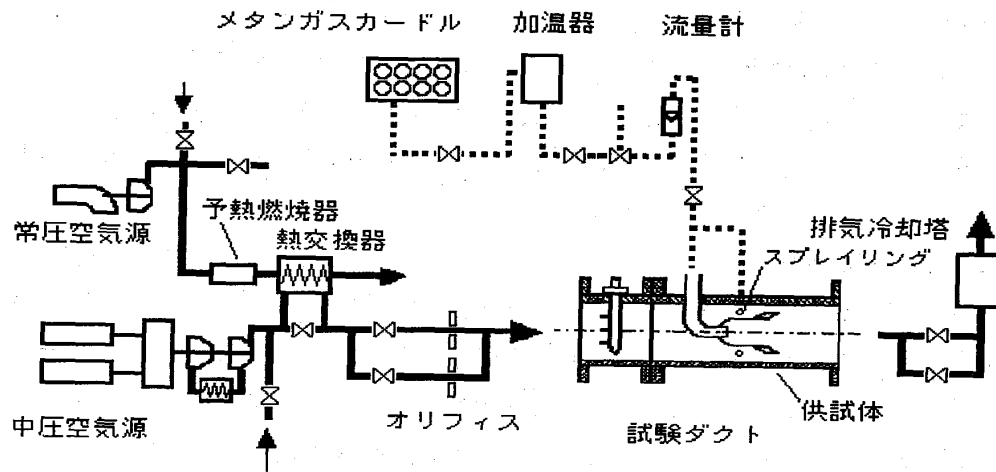 メタンガスカードル
加温器
流量計
常圧空気源
予熱燃焼器
熱交換器
排気冷却塔
スプレイリング
中圧空気源
オリフィス
試験ダクト
供試体